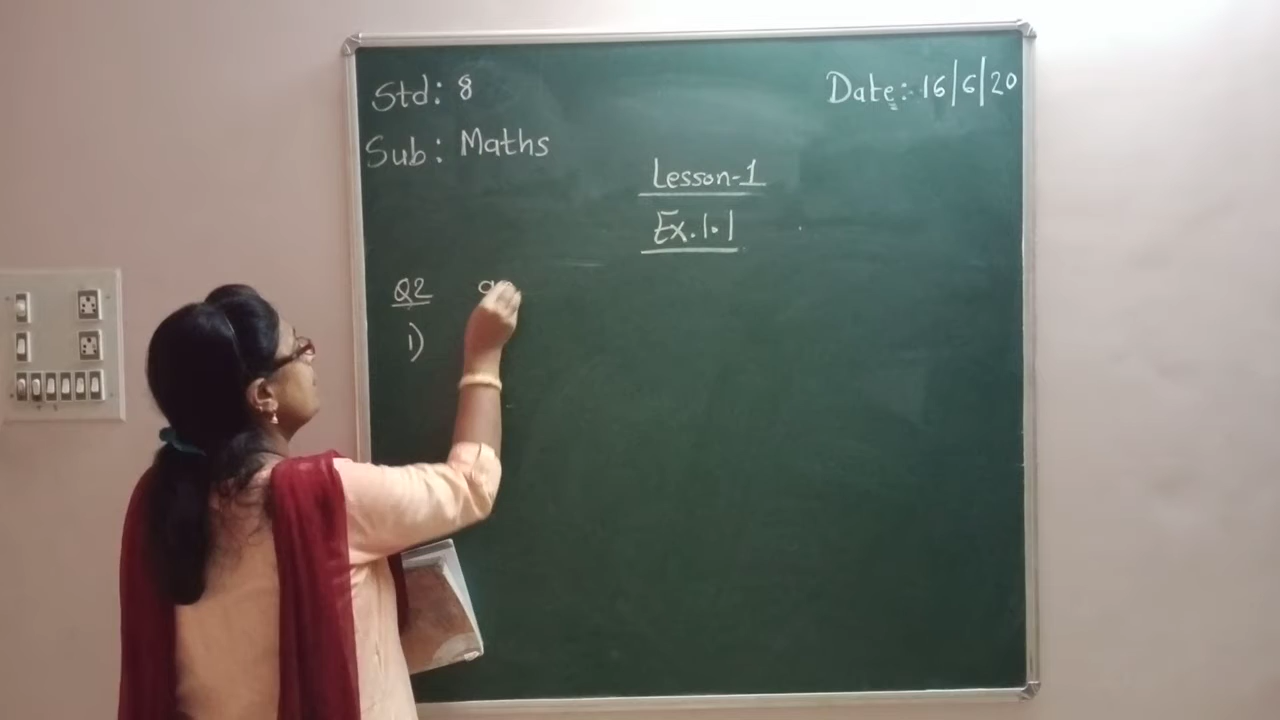 Std: 8
Date: 16/6/20
Sub: Maths
Lesson-1
Ex. 1.1
Q2
1)